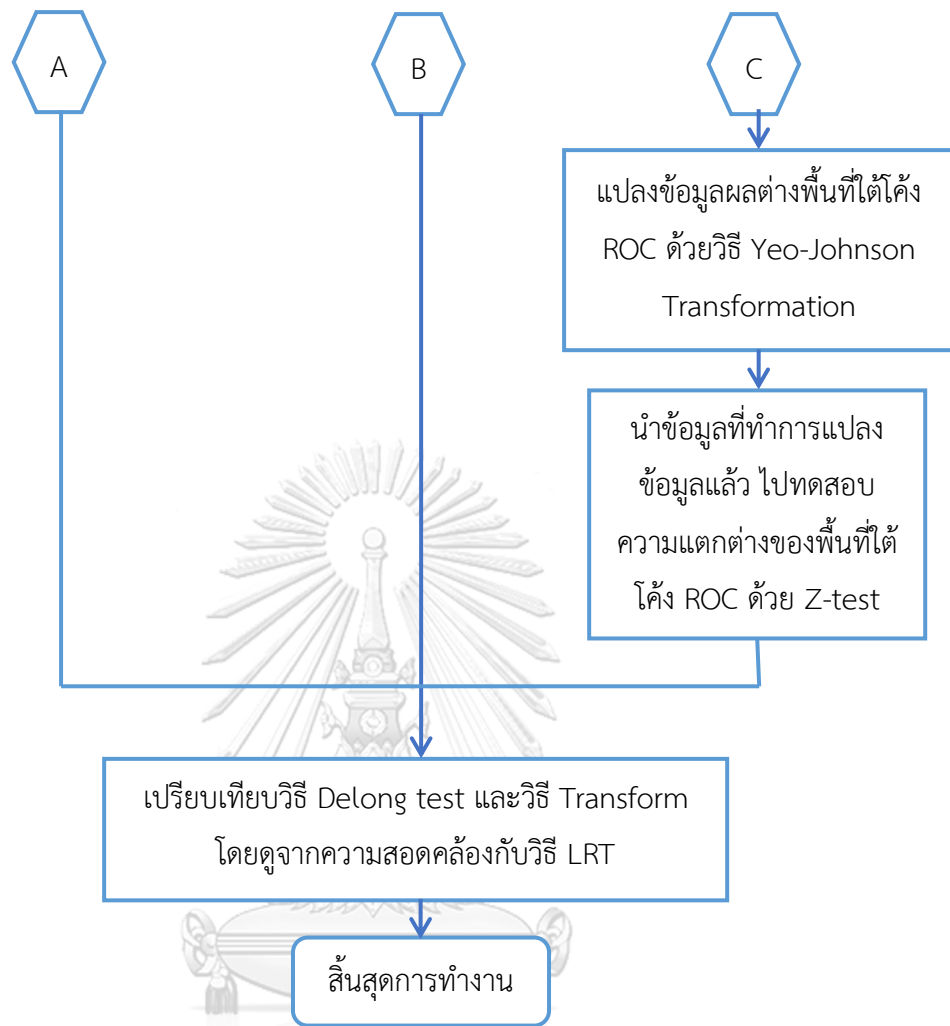 A
B
C
แปลงข้อมูลผลต่างพื้นที่ใต้โค้ง
ROC ด้วยวิธี Yeo-Johnson
Transformation
นำข้อมูลที่ทำการแปลง
ข้อมูลแล้ว ไปทดสอบ
ความแตกต่างของพื้นที่ใต้
โค้ง ROC ด้วย Z-test
เปรียบเทียบวิธี Delong test และวิธี Transform
โดยดูจากความสอดคล้องกับวิธี LRT
สิ้นสุดการทำงาน